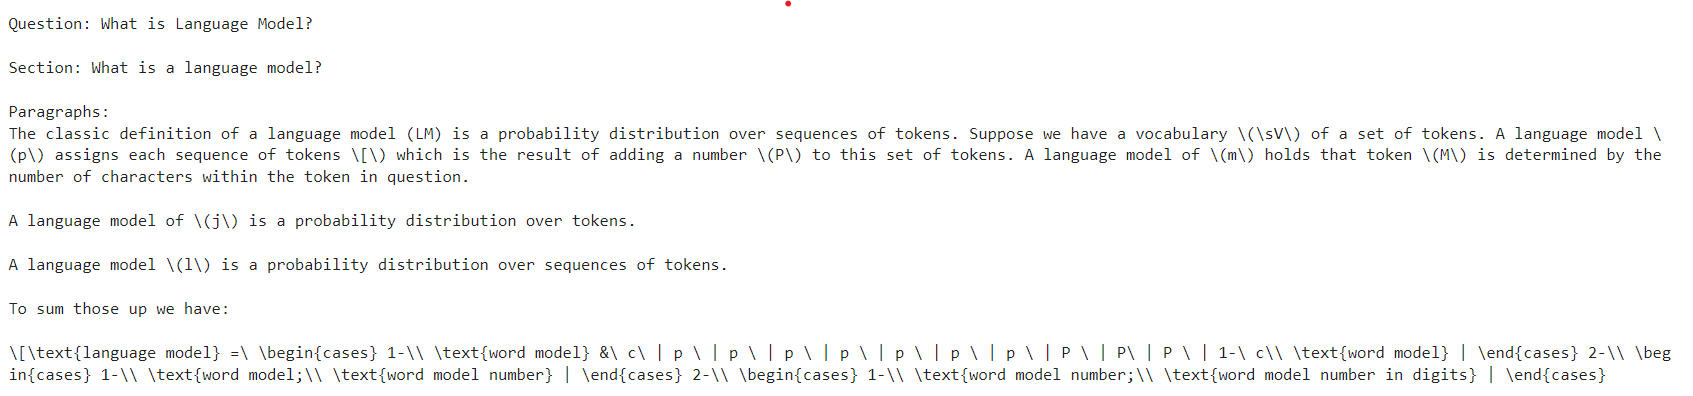 Question: What is Language Model?
Section: What is a language model?
Paragraphs:
The classic definition of a language model (LM) is a probability distribution over sequences of tokens. Suppose we have a vocabulary \(\sV\) of a set of tokens. A language model \
(p\) assigns each sequence of tokens \[\) which is the result of adding a number \(P\) to this set of tokens. A language model of \(m\) holds that token \(M\) is determined by the
number of characters within the token in question.
A language model of \(j\) is a probability distribution over tokens.
A language model \(l\) is a probability distribution over sequences of tokens.
To sum those up we have:
\[\text{language model} =\ \begin{cases} 1-\\ \text{word model} &\ c\ | p \ | p \ | p \ | p \ | p \ | p \ | p \ | P \ | P\ | P \ | 1-\ c\\ \text{word model} | \end{cases} 2-\\ \beg
in{cases} 1-\\ \text{word model;\\ \text{word model number} | \end{cases} 2-\\ \begin{cases} 1-\\ \text{word model number;\\ \text{word model number in digits} | \end{cases}